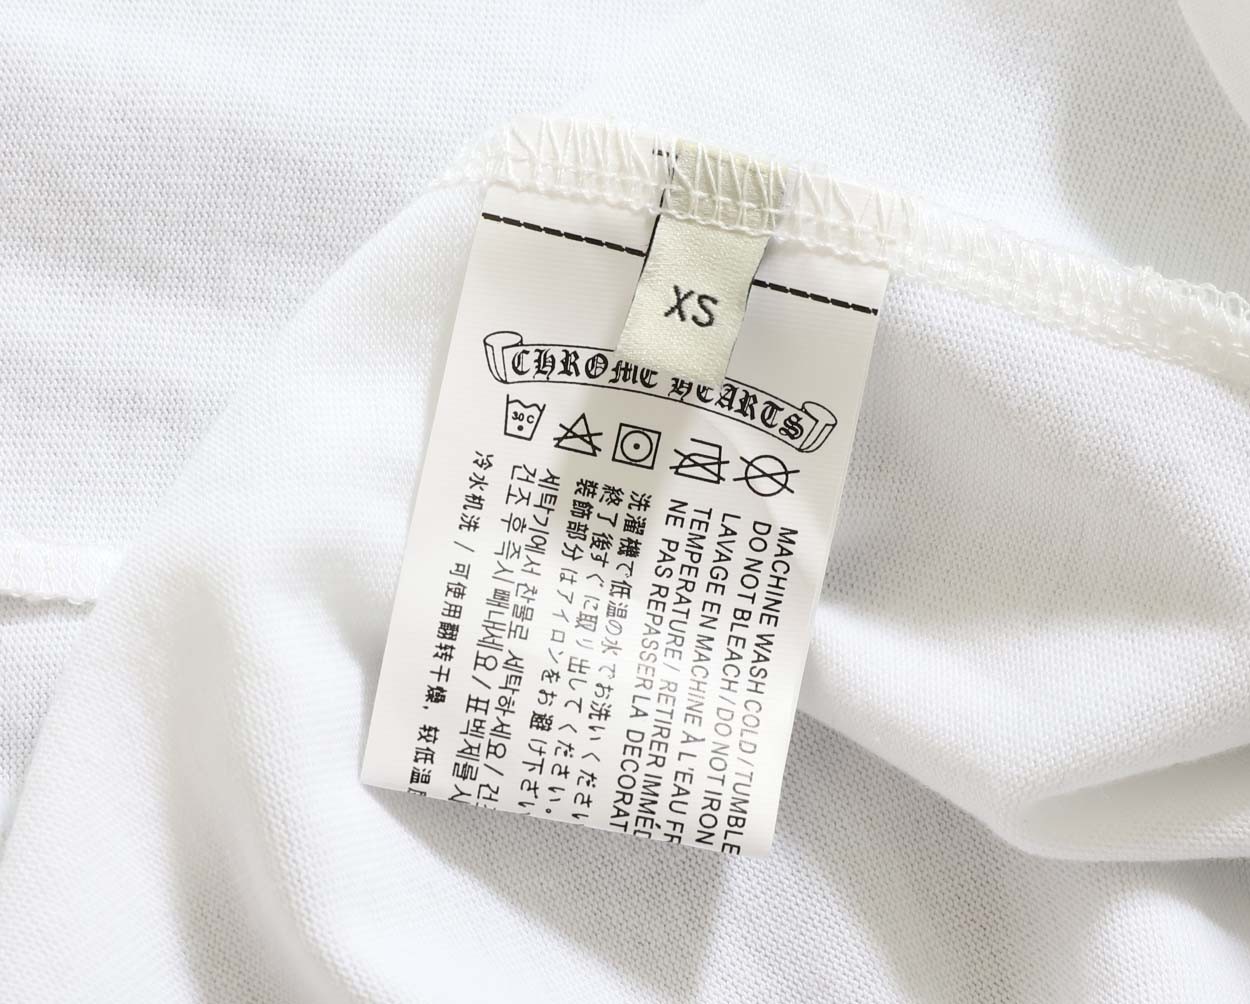 XS
CHROME HEARTS
30 C
MACHINE WASH COLD / TUMBLE
DO NOT BLEACH / DO NOT IRON
LAVAGE EN MACHINE À L'EAU FR
TEMPERATURE / RETIRER IMMÉD
NE PAS REPASSER LA DECORAT
洗濯機で低温の水でお洗いください
終了後すぐに取り出してください。
装飾部分はアイロンをお避け下さい
세탁기에서 찬물로 세탁하세요 / 건
건조 후 즉시 빼내세요 / 표백제를 사
冷水机洗 / 可使用翻转干燥，较低温